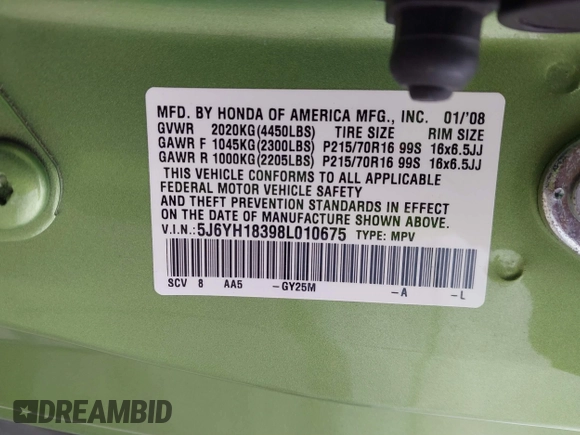 MFD. BY HONDA OF AMERICA MFG., INC. 01/'08
GVWR 2020KG(4450LBS) TIRE SIZE RIM SIZE
GAWR F 1045KG(2300LBS) P215/70R16 99S 16x6.5JJ
GAWR R 1000KG(2205LBS) P215/70R16 99S 16x6.5JJ
THIS VEHICLE CONFORMS TO ALL APPLICABLE
FEDERAL MOTOR VEHICLE SAFETY
AND THEFT PREVENTION STANDARDS IN EFFECT
ON THE DATE OF MANUFACTURE SHOWN ABOVE.
V.I.N.:5J6YH18398L010675 TYPE: MPV
SCV 8 AA5 -GY25M -A -L
DREAMBID